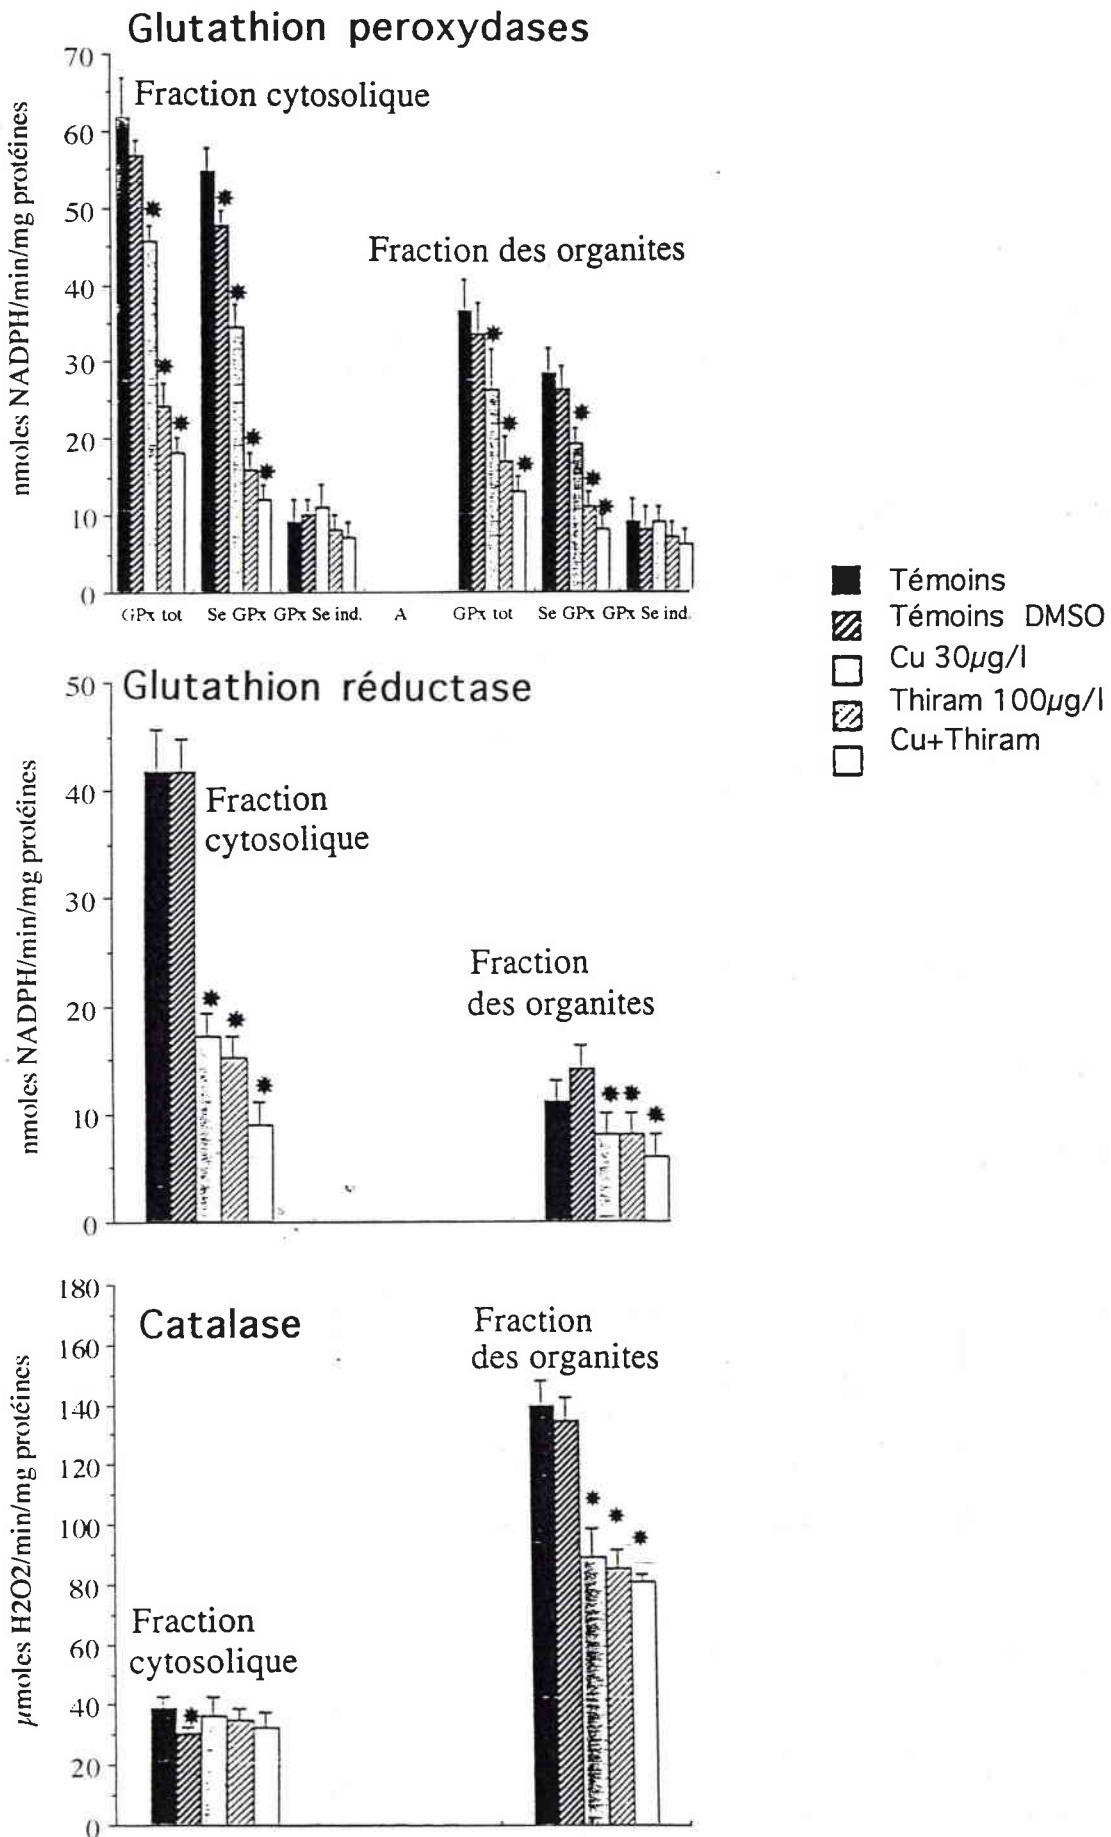 Glutathion peroxydases
nmoles NADPH/min/mg protéines
70
60
50
40
30
20
10
0
Fraction cytosolique
Fraction des organites
GPx tot Se GPx GPx Se ind. A GPx tot Se GPx GPx Se ind.
Témoins
Témoins DMSO
Cu 30µg/l
Thiram 100µg/l
Cu+Thiram
Glutathion réductase
nmoles NADPH/min/mg protéines
50
40
30
20
10
0
Fraction
cytosolique
Fraction
des organites
Catalase
µmoles H2O2/min/mg protéines
180
160
140
120
100
80
60
40
20
0
Fraction
cytosolique
Fraction
des organites